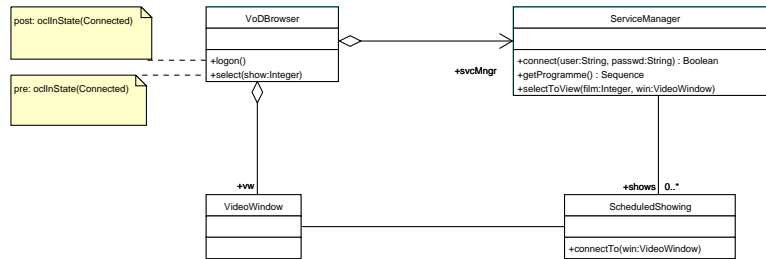 post: oclInState(Connected)
pre: oclInState(Connected)
VoDBrowser
+logon()
+select(show:Integer)
ServiceManager
+connect(user:String, passwd:String) : Boolean
+getProgramme() : Sequence
+selectToView(film:Integer, win:VideoWindow)
+svcMngr
+vw
+shows 0..*
VideoWindow
ScheduledShowing
+connectTo(win:VideoWindow)